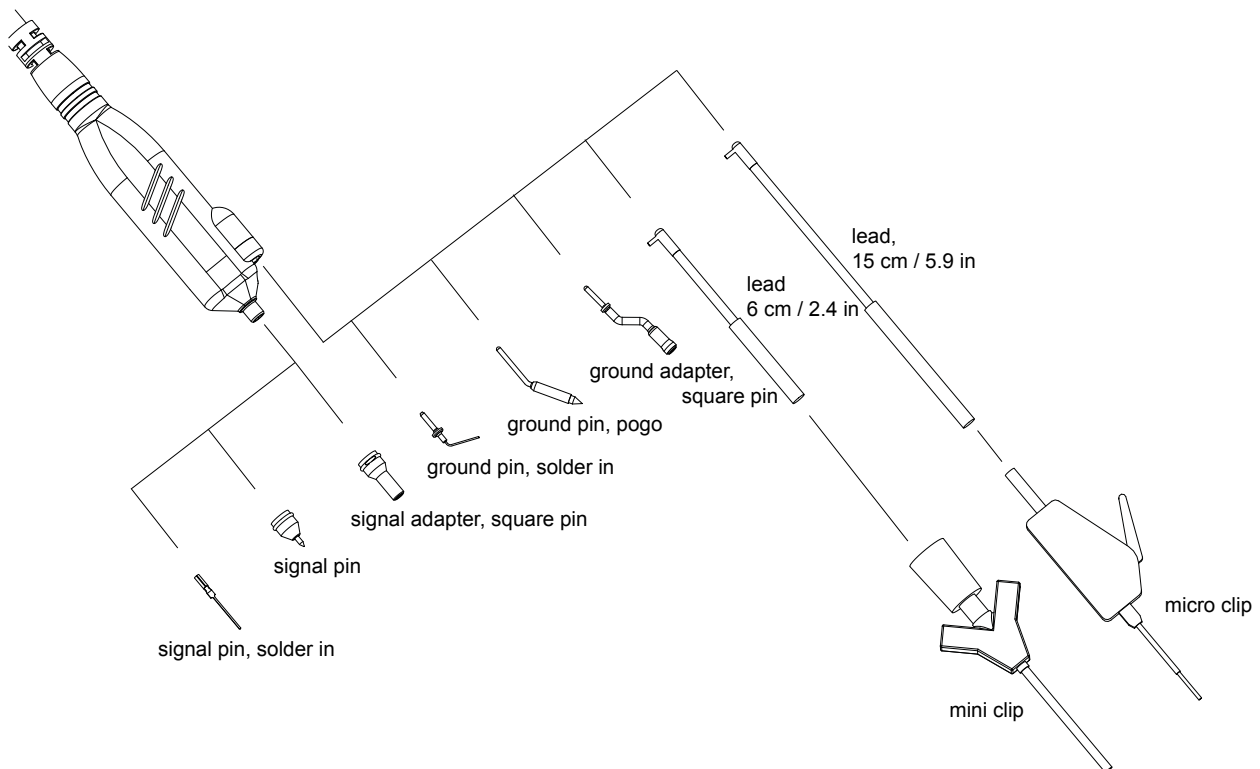 lead,
15 cm / 5.9 in
lead
6 cm / 2.4 in
ground adapter,
square pin
ground pin, pogo
ground pin, solder in
signal adapter, square pin
signal pin
signal pin, solder in
micro clip
mini clip